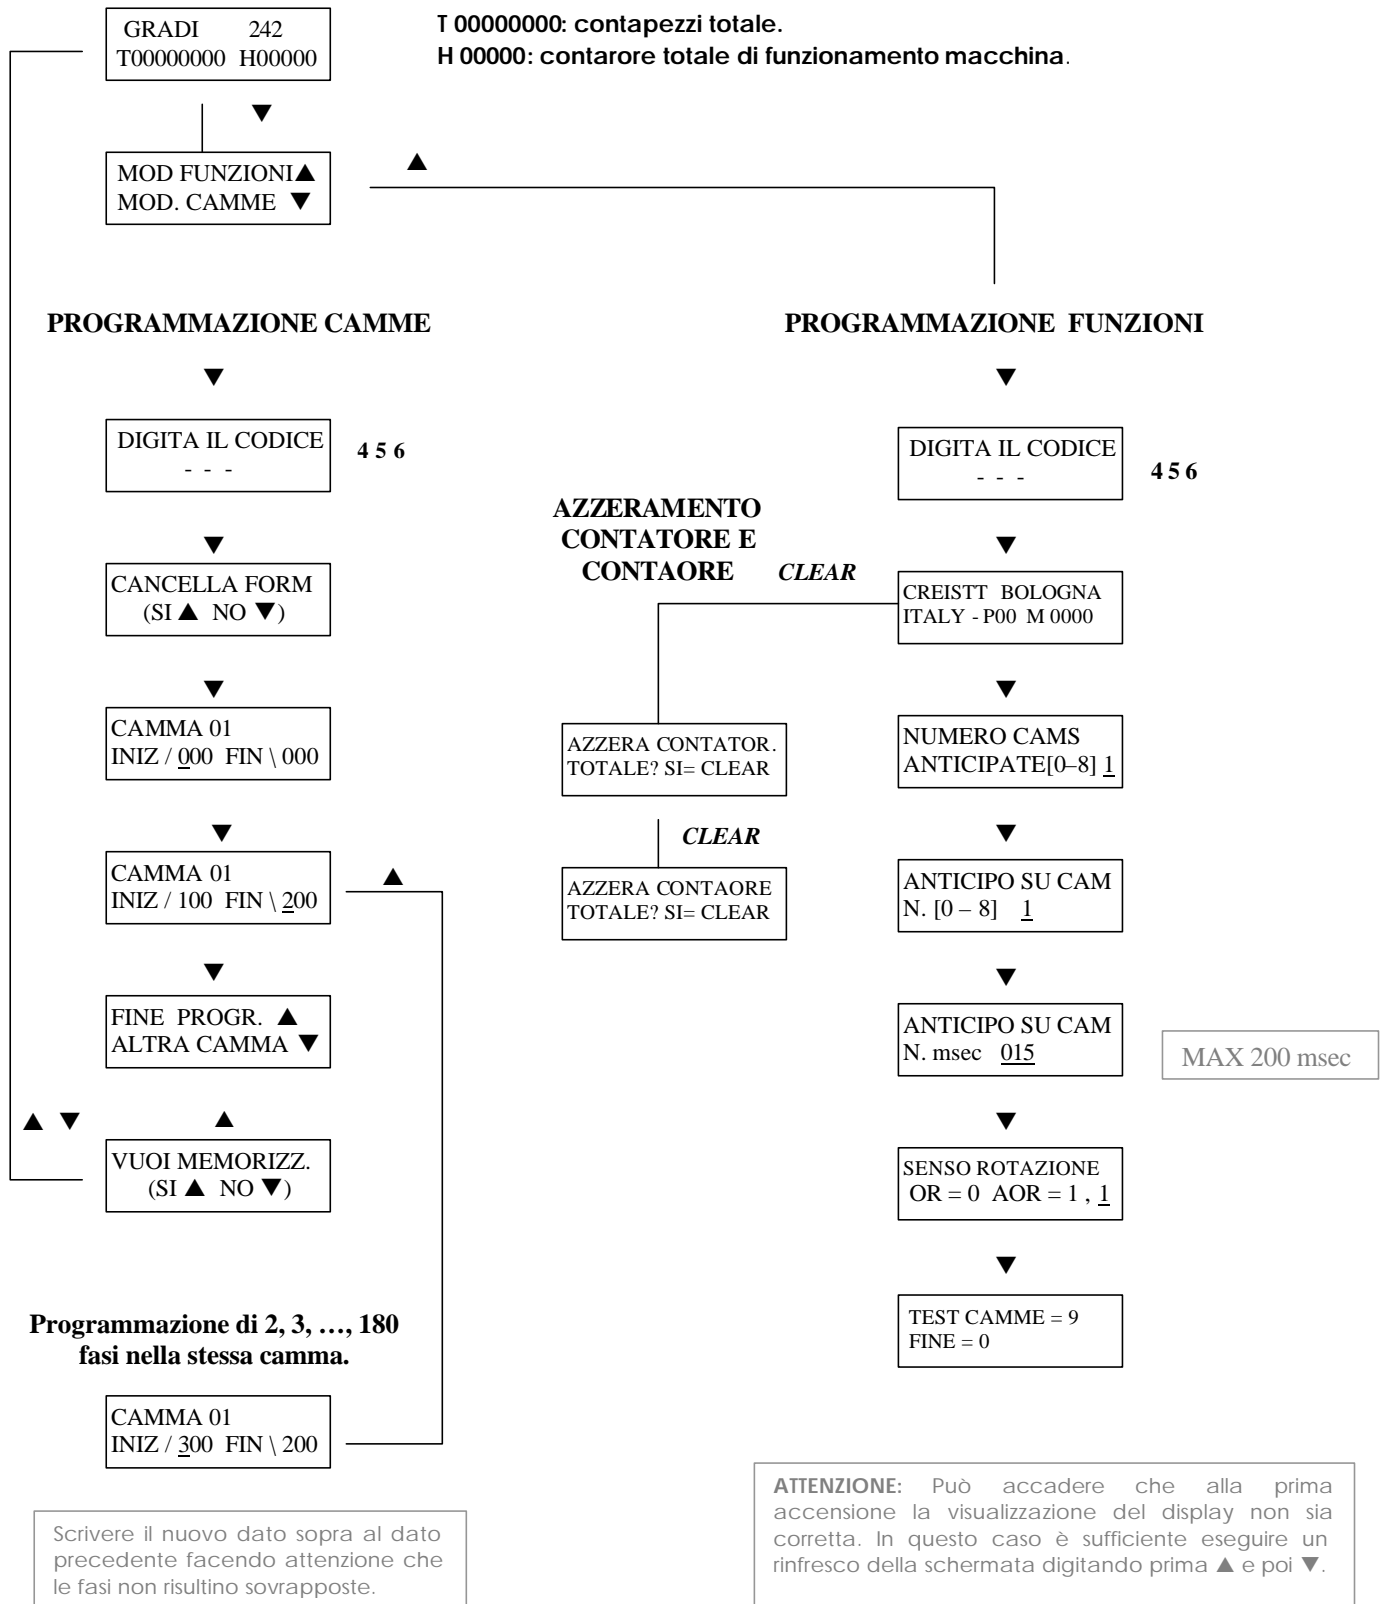 GRADI 242
T00000000 H00000
T 00000000: contapezzi totale.
H 00000: contarore totale di funzionamento macchina.
▼
MOD FUNZIONI▲
MOD. CAMME ▼
▲
PROGRAMMAZIONE CAMME
▼
DIGITA IL CODICE
- - -
4 5 6
▼
CANCELLA FORM
(SI ▲ NO ▼)
▼
CAMMA 01
INIZ / 000 FIN \ 000
▼
CAMMA 01
INIZ / 100 FIN \ 200
▲
▼
FINE PROGR. ▲
ALTRA CAMMA ▼
▲ ▼
▲
VUOI MEMORIZZ.
(SI ▲ NO ▼)
Programmazione di 2, 3, …, 180
fasi nella stessa camma.
CAMMA 01
INIZ / 300 FIN \ 200
Scrivere il nuovo dato sopra al dato
precedente facendo attenzione che
le fasi non risultino sovrapposte.
PROGRAMMAZIONE FUNZIONI
▼
DIGITA IL CODICE
- - -
4 5 6
▼
CREISTT BOLOGNA
ITALY - P00 M 0000
AZZERAMENTO
CONTATORE E
CONTAORE
CLEAR
AZZERA CONTATOR.
TOTALE? SI= CLEAR
CLEAR
AZZERA CONTAORE
TOTALE? SI= CLEAR
▼
NUMERO CAMS
ANTICIPATE[0–8] 1
▼
ANTICIPO SU CAM
N. [0 – 8] 1
▼
ANTICIPO SU CAM
N. msec 015
MAX 200 msec
▼
SENSO ROTAZIONE
OR = 0 AOR = 1 , 1
▼
TEST CAMME = 9
FINE = 0
ATTENZIONE: Può accadere che alla prima
accensione la visualizzazione del display non sia
corretta. In questo caso è sufficiente eseguire un
rinfresco della schermata digitando prima ▲ e poi ▼.